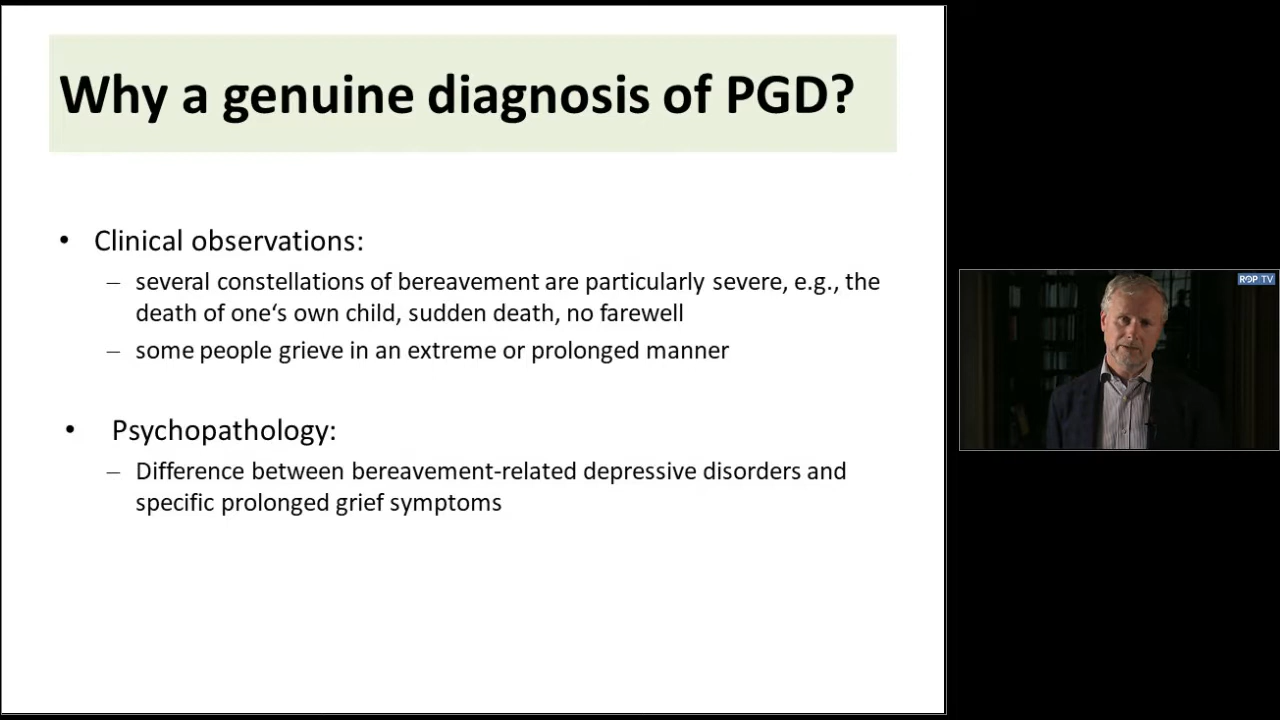 Why a genuine diagnosis of PGD?
• Clinical observations:
– several constellations of bereavement are particularly severe, e.g., the
death of one‘s own child, sudden death, no farewell
– some people grieve in an extreme or prolonged manner
• Psychopathology:
– Difference between bereavement-related depressive disorders and
specific prolonged grief symptoms
ROP TV